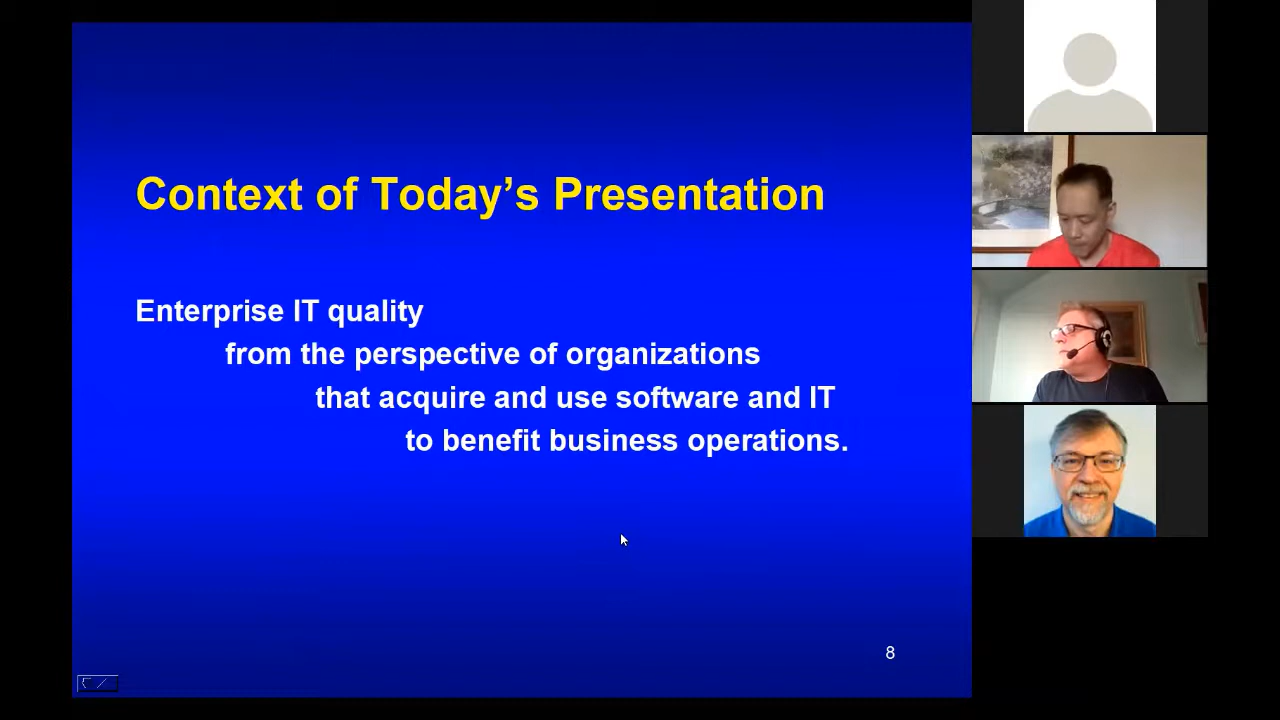 Context of Today’s Presentation
Enterprise IT quality
from the perspective of organizations
that acquire and use software and IT
to benefit business operations.
8